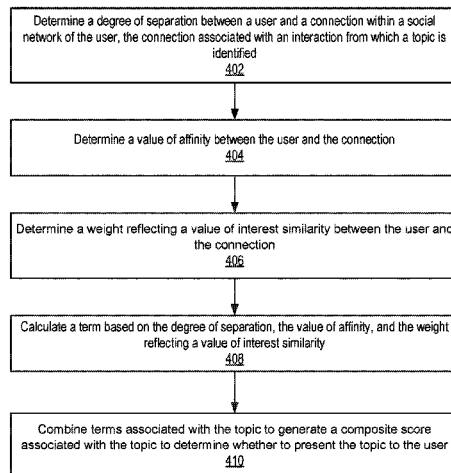 Determine a degree of separation between a user and a connection within a social
network of the user, the connection associated with an interaction from which a topic is
identified
402
Determine a value of affinity between the user and the connection
404
Determine a weight reflecting a value of interest similarity between the user and
the connection
406
Calculate a term based on the degree of separation, the value of affinity, and the weight
reflecting a value of interest similarity
408
Combine terms associated with the topic to generate a composite score
associated with the topic to determine whether to present the topic to the user
410